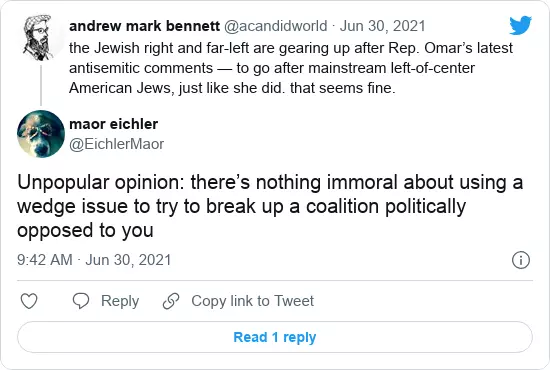 andrew mark bennett @acandidworld · Jun 30, 2021
the Jewish right and far-left are gearing up after Rep. Omar’s latest
antisemitic comments — to go after mainstream left-of-center
American Jews, just like she did. that seems fine.
maor eichler
@EichlerMaor
Unpopular opinion: there’s nothing immoral about using a
wedge issue to try to break up a coalition politically
opposed to you
9:42 AM · Jun 30, 2021
Reply Copy link to Tweet
Read 1 reply